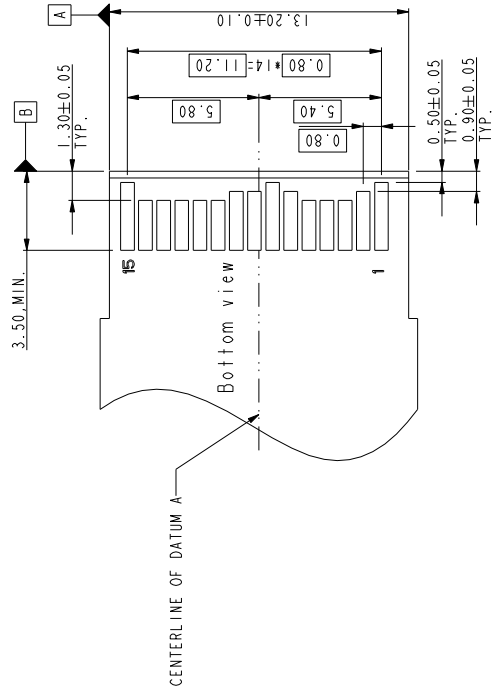 A
13.20±0.10
0.80*14=11.20
5.80
5.40
0.80
B
1.30±0.05
TYP.
0.50±0.05
TYP.
0.90±0.05
TYP.
3.50,MIN.
15
1
Bottom view
CENTERLINE OF DATUM A